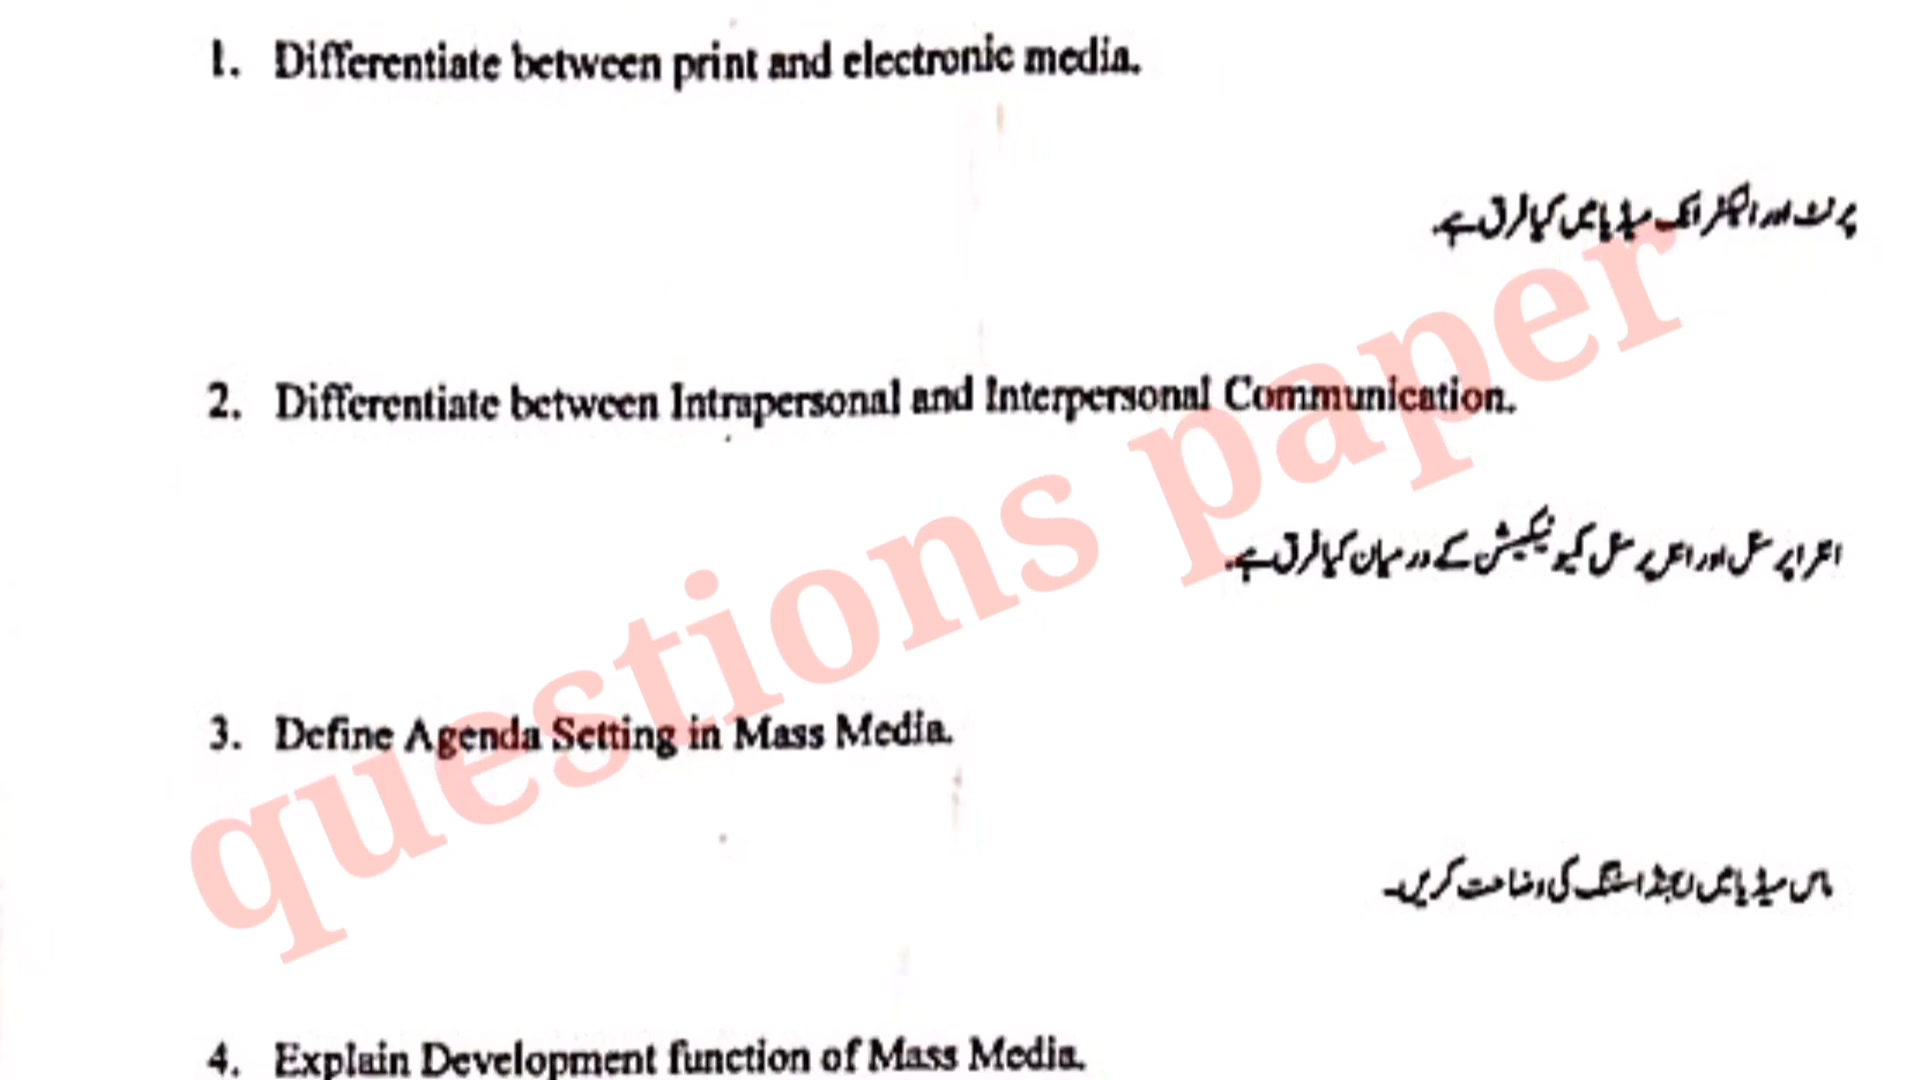 1. Differentiate between print and electronic media.
پرنٹ اور الیکٹرانک میڈیا میں کیا فرق ہے۔
2. Differentiate between Intrapersonal and Interpersonal Communication.
انٹراپرسنل اور انٹرپرسنل کمیونیکیشن کے درمیان کیا فرق ہے۔
3. Define Agenda Setting in Mass Media.
ماس میڈیا میں ایجنڈا سیٹنگ کی وضاحت کریں۔
4. Explain Development function of Mass Media.
questions paper